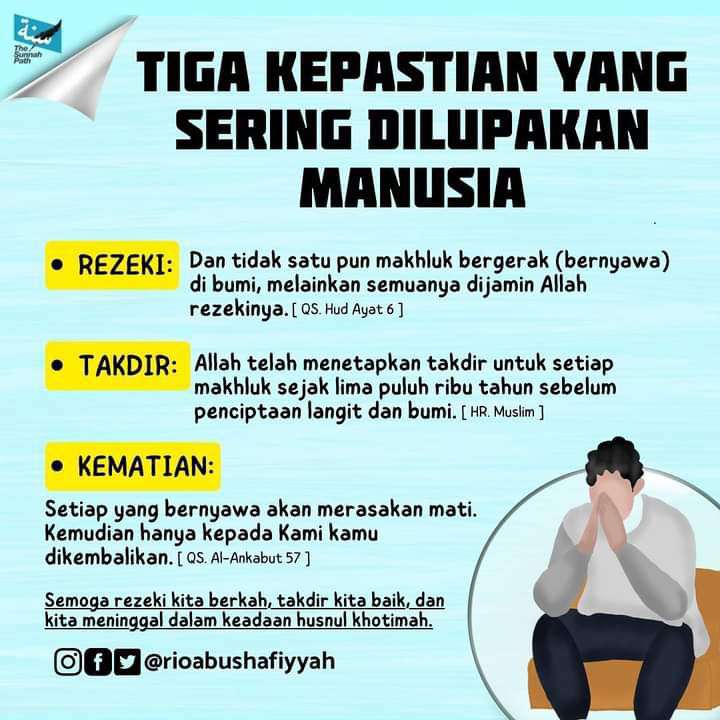 سنة
The
Sunnah
Path
TIGA KEPASTIAN YANG
SERING DILUPAKAN
MANUSIA
• REZEKI: Dan tidak satu pun makhluk bergerak (bernyawa)
di bumi, melainkan semuanya dijamin Allah
rezekinya. [ QS. Hud Ayat 6 ]
• TAKDIR: Allah telah menetapkan takdir untuk setiap
makhluk sejak lima puluh ribu tahun sebelum
penciptaan langit dan bumi. [ HR. Muslim ]
• KEMATIAN:
Setiap yang bernyawa akan merasakan mati.
Kemudian hanya kepada Kami kamu
dikembalikan. [ QS. Al-Ankabut 57 ]
Semoga rezeki kita berkah, takdir kita baik, dan
kita meninggal dalam keadaan husnul khotimah.
@rioabushafiyyah